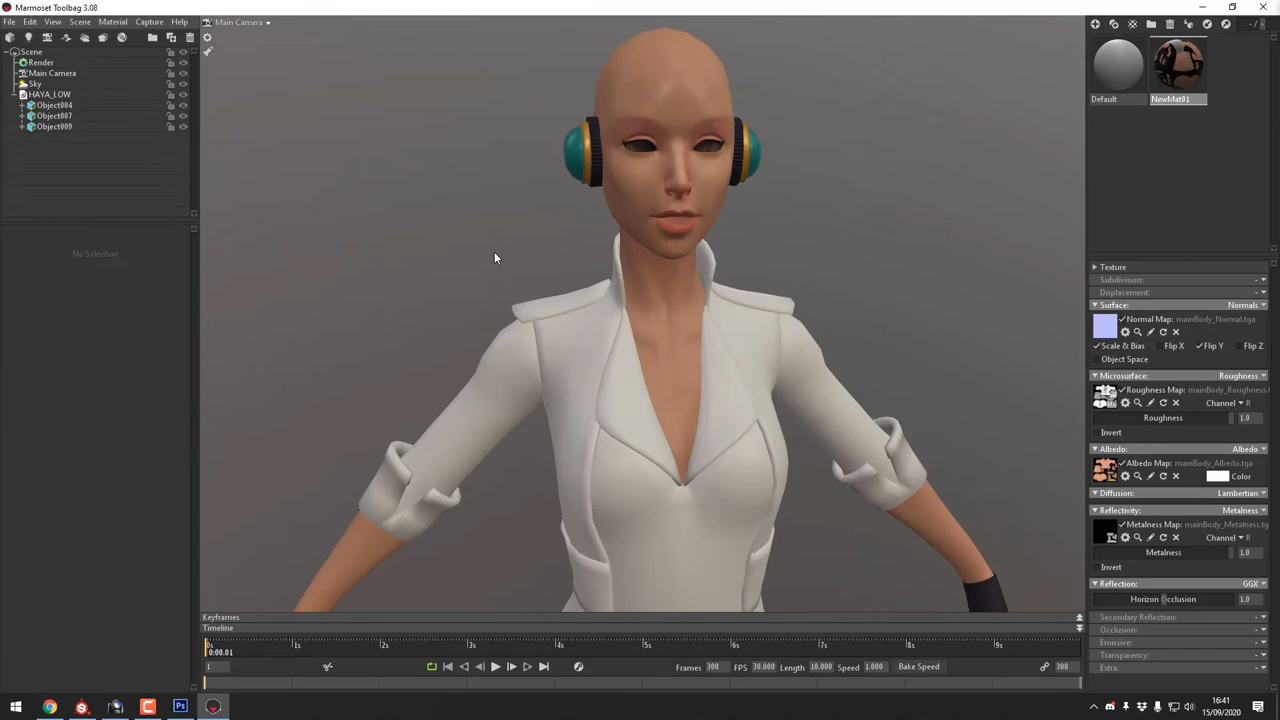 Marmoset Toolbag 3.08
File Edit View Scene Material Capture Help
Main Camera
Scene
Render
Main Camera
Sky
HAYA_LOW
Object004
Object007
Object009
No Selection
Default
NewMat01
Texture
Subdivision:
Displacement:
Surface: Normals
Normal Map: mainBody_Normal.tga
Scale & Bias Flip X Flip Y Flip Z
Object Space
Microsurface: Roughness
Roughness Map: mainBody_Roughness.t
Channel R
Roughness 1.0
Invert
Albedo: Albedo
Albedo Map: mainBody_Albedo.tga
Color
Diffusion: Lambertian
Reflectivity: Metalness
Metalness Map: mainBody_Metalness.tg
Channel R
Metalness 1.0
Invert
Reflection: GGX
Horizon Occlusion 1.0
Secondary Reflection:
Occlusion:
Emissive:
Transparency:
Extra:
Keyframes
Timeline
0s 1s 2s 3s 4s 5s 6s 7s 8s 9s
0:00.01
1 Frames 300 FPS 30.000 Length 10.000 Speed 1.000 Bake Speed 300
Ps
16:41
15/09/2020